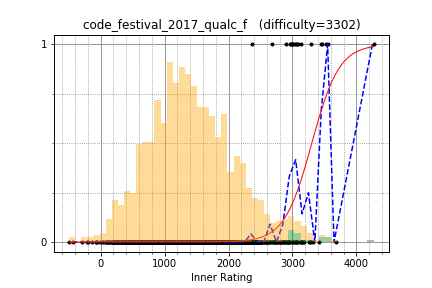 code_festival_2017_qualc_f (difficulty=3302)
1
0
0 1000 2000 3000 4000
Inner Rating